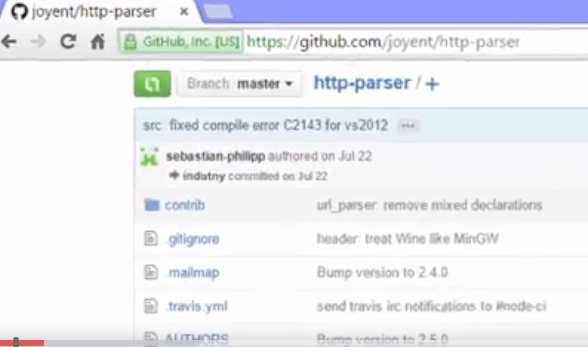 joyent/http-parser ×
GitHub, Inc. [US] https://github.com/joyent/http-parser
Branch: master http-parser / +
src: fixed compile error C2143 for vs2012 ...
sebastian-philipp authored on Jul 22
indutny committed on Jul 22
contrib url_parser: remove mixed declarations
.gitignore header: treat Wine like MinGW
.mailmap Bump version to 2.4.0
.travis.yml send travis irc notifications to #node-ci
AUTHORS Bump version to 2.5.0